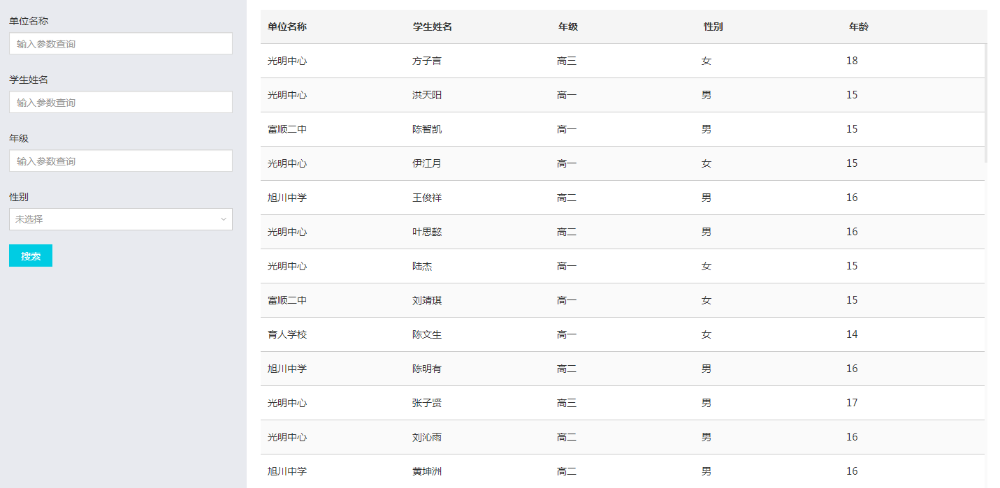 单位名称
输入参数查询
学生姓名
输入参数查询
年级
输入参数查询
性别
未选择
搜索
单位名称 学生姓名 年级 性别 年龄
光明中心 方子言 高三 女 18
光明中心 洪天阳 高一 男 15
富顺二中 陈智凯 高一 男 15
光明中心 伊江月 高一 女 15
旭川中学 王俊祥 高二 男 16
光明中心 叶思懿 高二 男 16
光明中心 陆杰 高一 女 15
富顺二中 刘靖琪 高一 女 15
育人学校 陈文生 高一 女 14
旭川中学 陈明有 高二 男 16
光明中心 张子贤 高三 男 17
光明中心 刘沁雨 高二 男 16
旭川中学 黄坤洲 高二 男 16